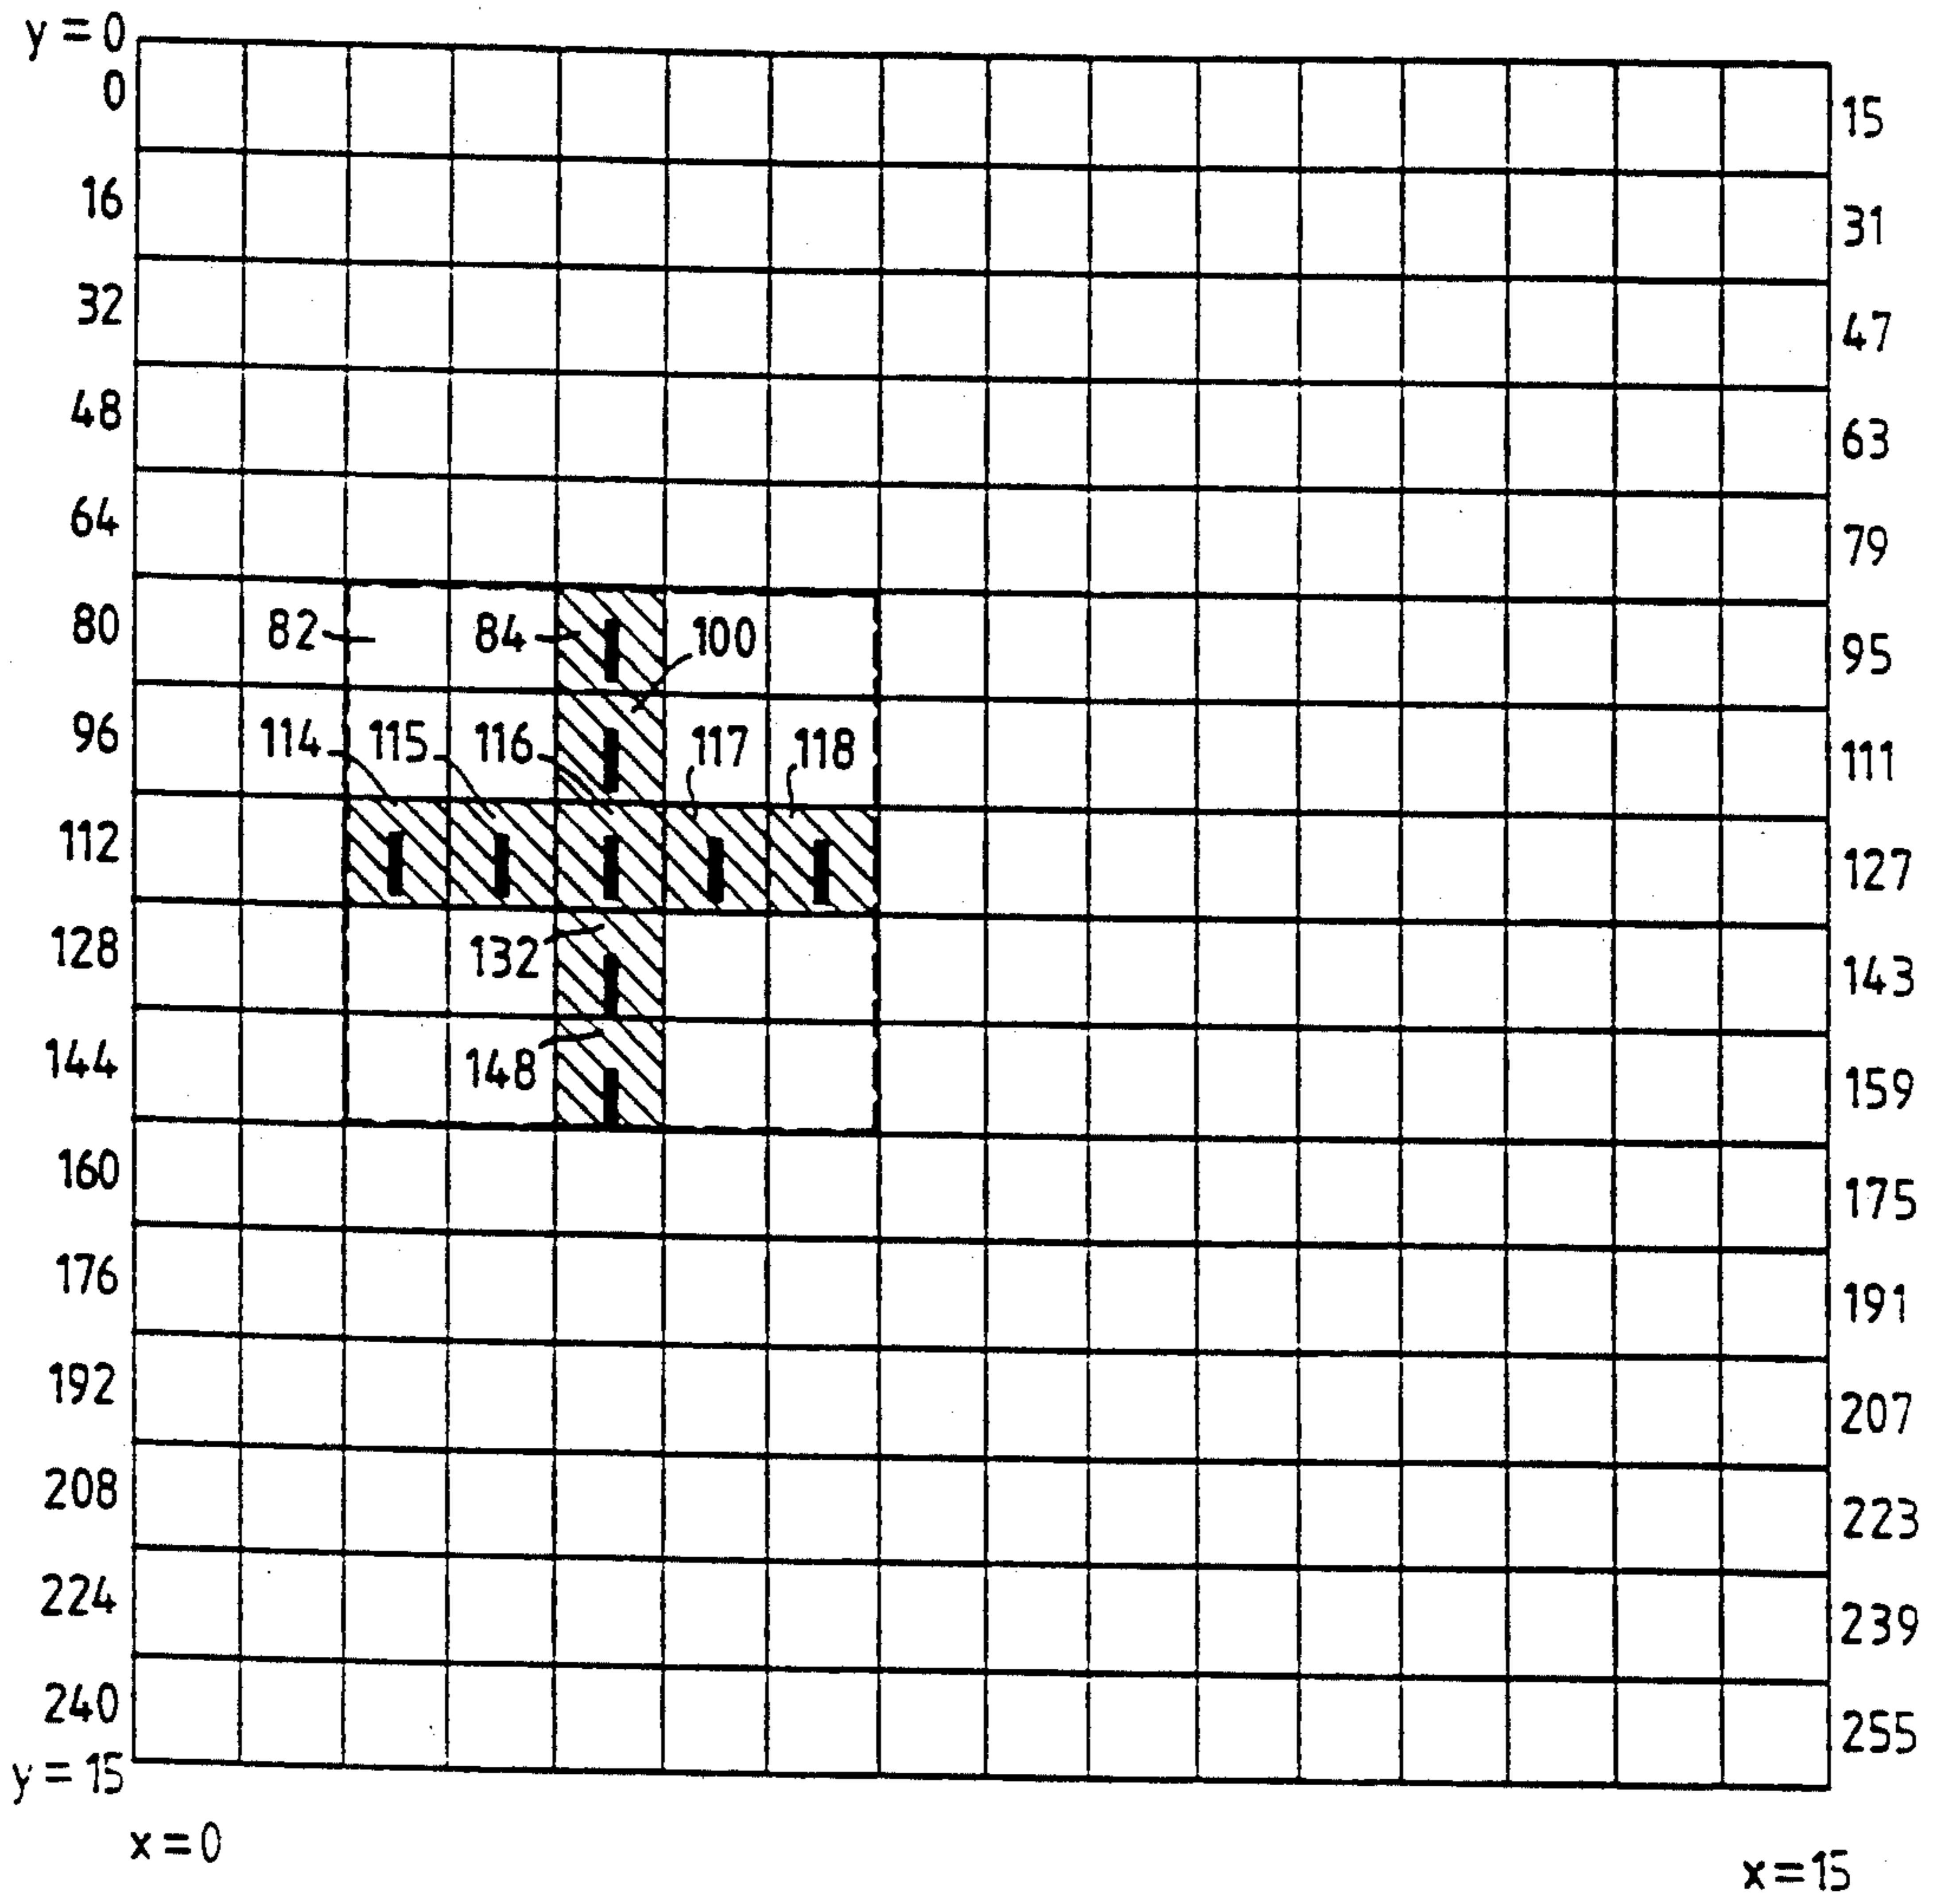 y = 0
0 15
16 31
32 47
48 63
64 79
80 82 84 100 95
96 114 115 116 117 118 111
112 127
128 132 143
144 148 159
160 175
176 191
192 207
208 223
224 239
240 255
y = 15
x = 0 x = 15